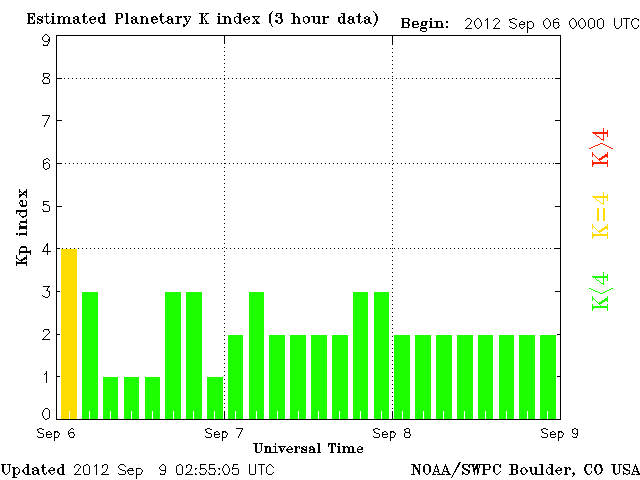 Estimated Planetary K index (3 hour data)
Begin: 2012 Sep 06 0000 UTC
9
8
7
6
5
4
3
2
1
0
Kp index
K>4
K=4
K<4
Sep 6
Sep 7
Sep 8
Sep 9
Universal Time
Updated 2012 Sep 9 02:55:05 UTC
NOAA/SWPC Boulder, CO USA